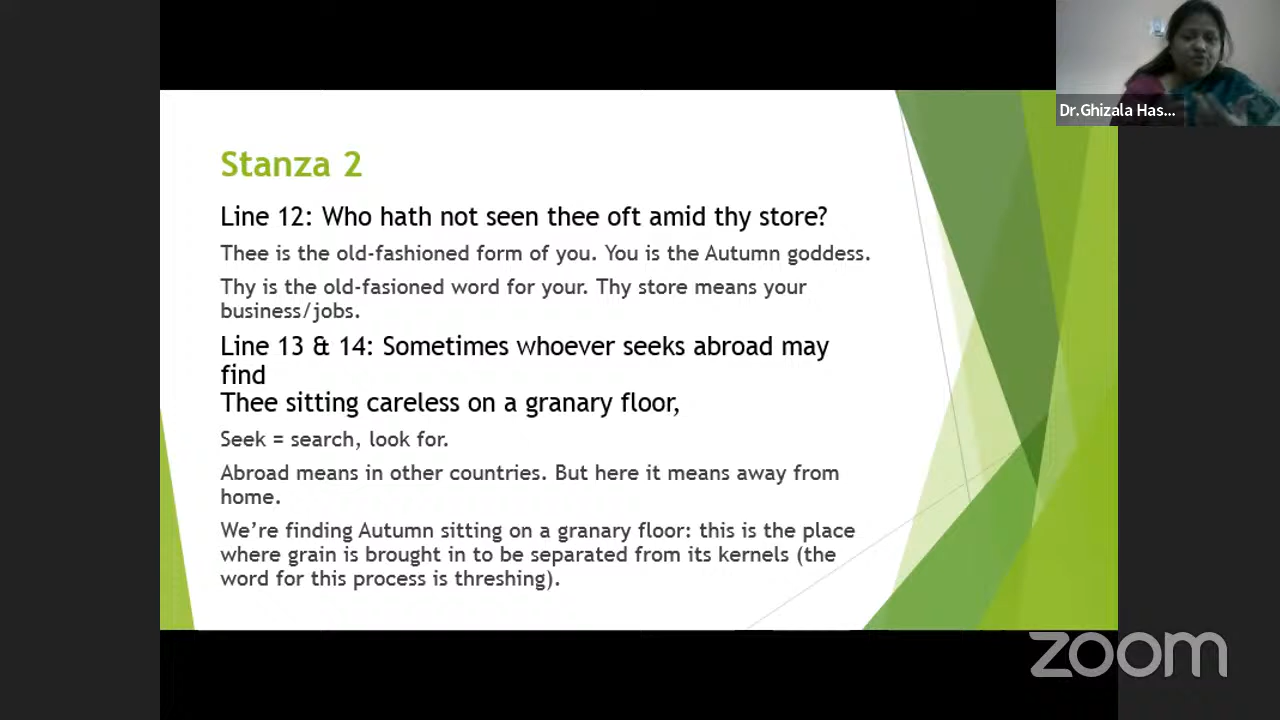 Dr.Ghizala Has...
Stanza 2
Line 12: Who hath not seen thee oft amid thy store?
Thee is the old-fashioned form of you. You is the Autumn goddess.
Thy is the old-fasioned word for your. Thy store means your
business/jobs.
Line 13 & 14: Sometimes whoever seeks abroad may
find
Thee sitting careless on a granary floor,
Seek = search, look for.
Abroad means in other countries. But here it means away from
home.
We’re finding Autumn sitting on a granary floor: this is the place
where grain is brought in to be separated from its kernels (the
word for this process is threshing).
zoom